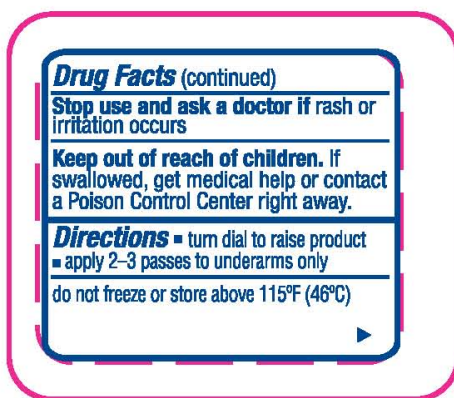 Drug Facts (continued)
Stop use and ask a doctor if rash or
irritation occurs
Keep out of reach of children. If
swallowed, get medical help or contact
a Poison Control Center right away.
Directions ▪ turn dial to raise product
▪ apply 2–3 passes to underarms only
do not freeze or store above 115ºF (46ºC)